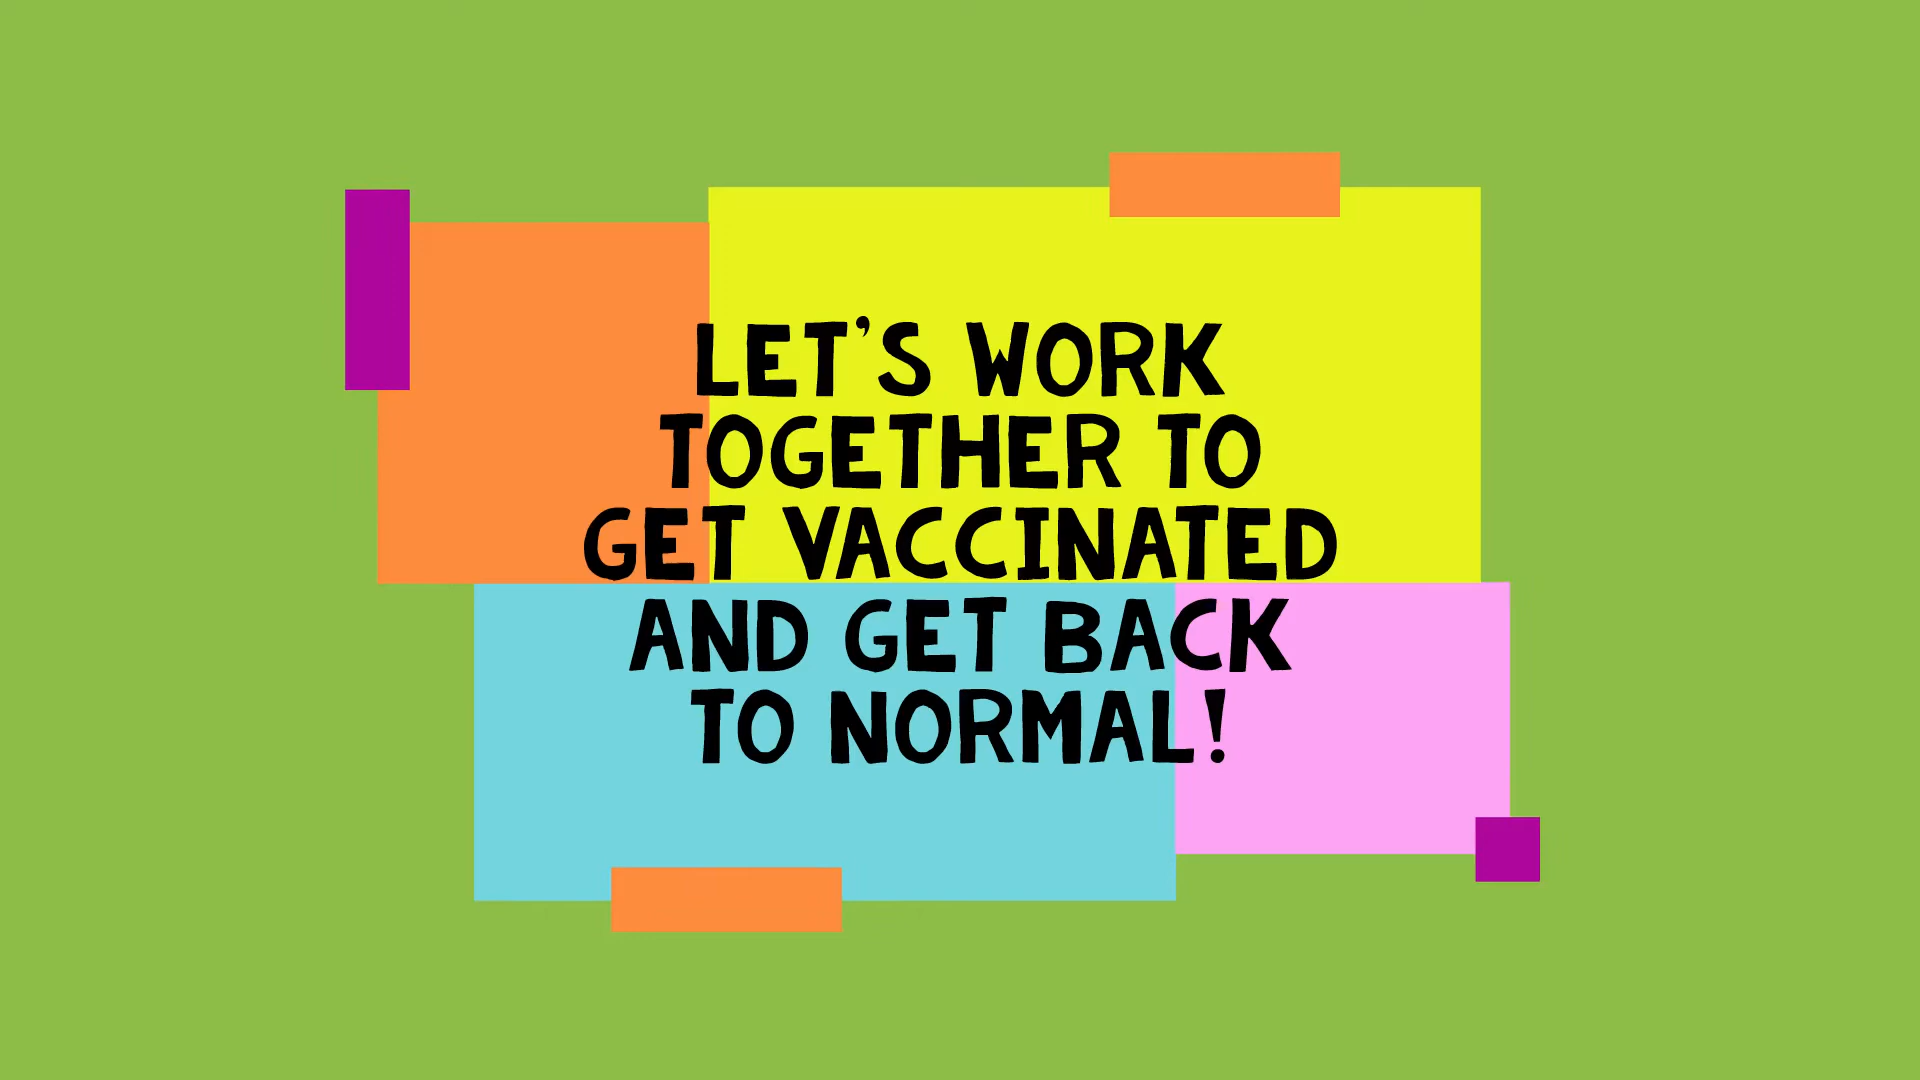 LET'S WORK
TOGETHER TO
GET VACCINATED
AND GET BACK
TO NORMAL!